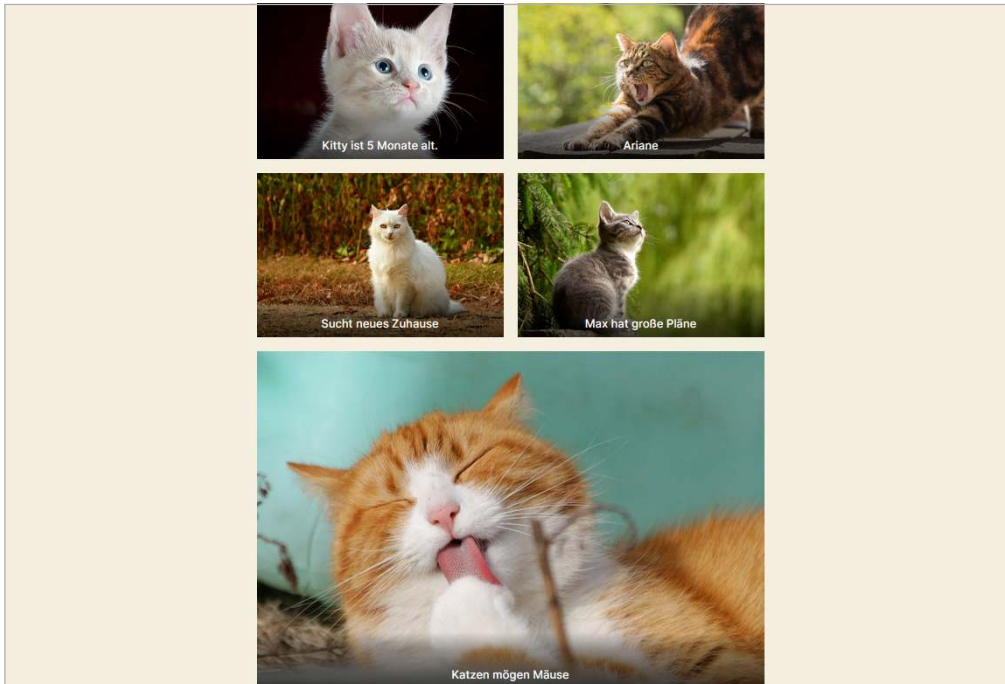 Kitty ist 5 Monate alt.
Ariane
Sucht neues Zuhause
Max hat große Pläne
Katzen mögen Mäuse